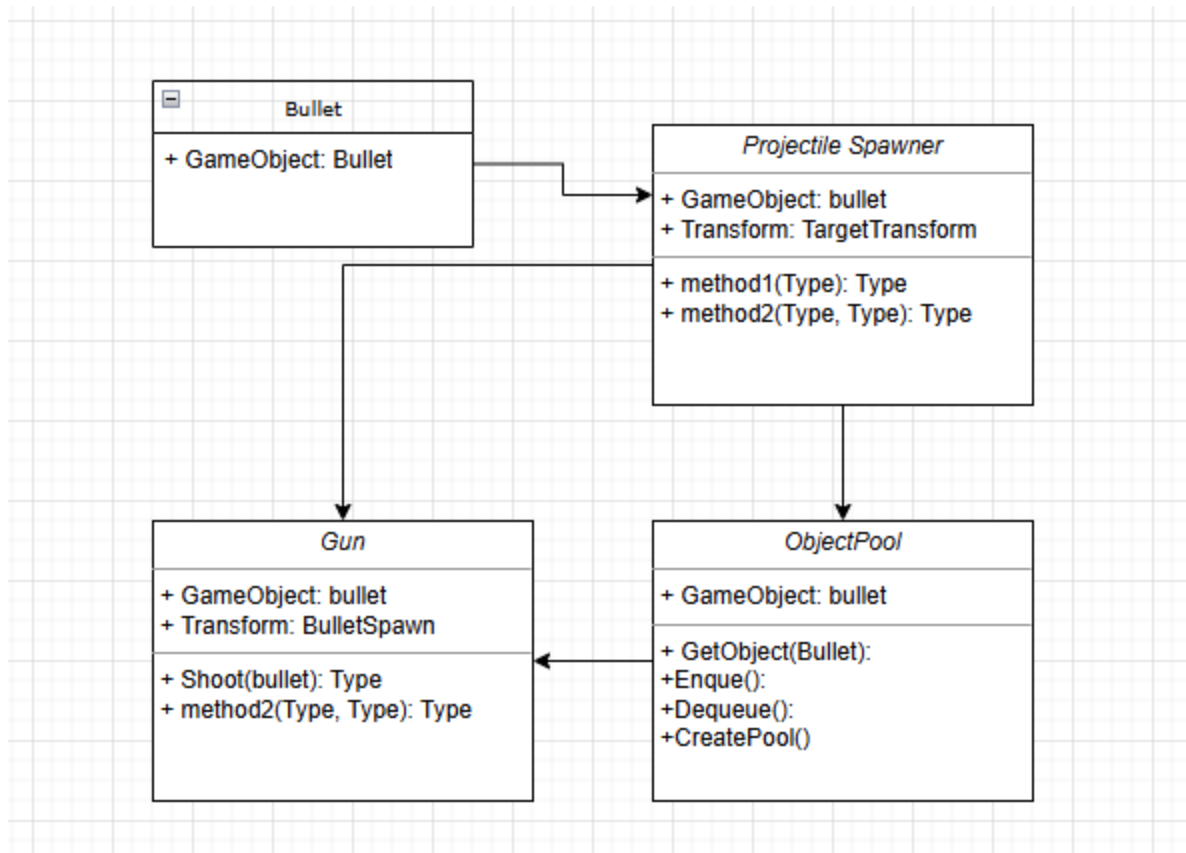 Bullet
+ GameObject: Bullet
Projectile Spawner
+ GameObject: bullet
+ Transform: TargetTransform
+ method1(Type): Type
+ method2(Type, Type): Type
Gun
+ GameObject: bullet
+ Transform: BulletSpawn
+ Shoot(bullet): Type
+ method2(Type, Type): Type
ObjectPool
+ GameObject: bullet
+ GetObject(Bullet):
+Enque():
+Dequeue():
+CreatePool()